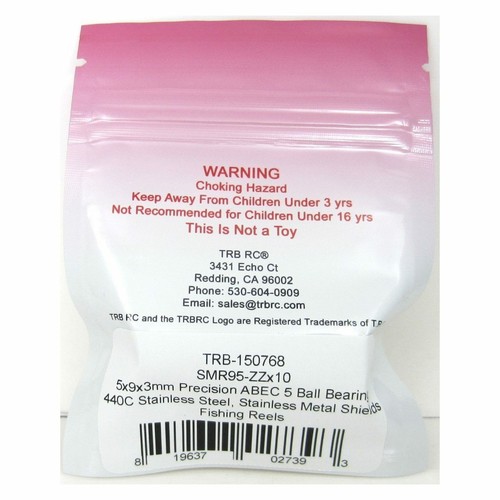 WARNING
Choking Hazard
Keep Away From Children Under 3 yrs
Not Recommended for Children Under 16 yrs
This Is Not a Toy
TRB RC®
3431 Echo Ct
Redding, CA 96002
Phone: 530-604-0909
Email: sales@trbrc.com
TRB RC and the TRBRC Logo are Registered Trademarks of T.R
TRB-150768
SMR95-ZZx10
5x9x3mm Precision ABEC 5 Ball Bearin
440C Stainless Steel, Stainless Metal Shields
Fishing Reels
8 19637 02739 3